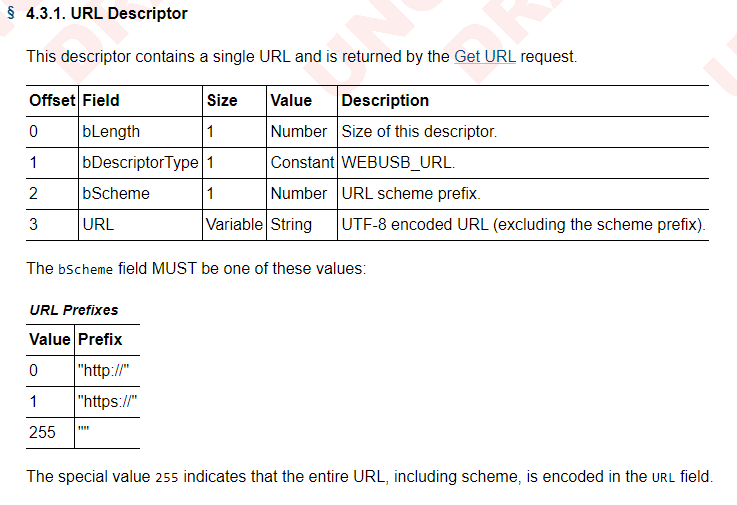 § 4.3.1. URL Descriptor
This descriptor contains a single URL and is returned by the Get URL request.
Offset Field Size Value Description
0 bLength 1 Number Size of this descriptor.
1 bDescriptorType 1 Constant WEBUSB_URL.
2 bScheme 1 Number URL scheme prefix.
3 URL Variable String UTF-8 encoded URL (excluding the scheme prefix).
The bScheme field MUST be one of these values:
URL Prefixes
Value Prefix
0 "http://"
1 "https://"
255 ""
The special value 255 indicates that the entire URL, including scheme, is encoded in the URL field.